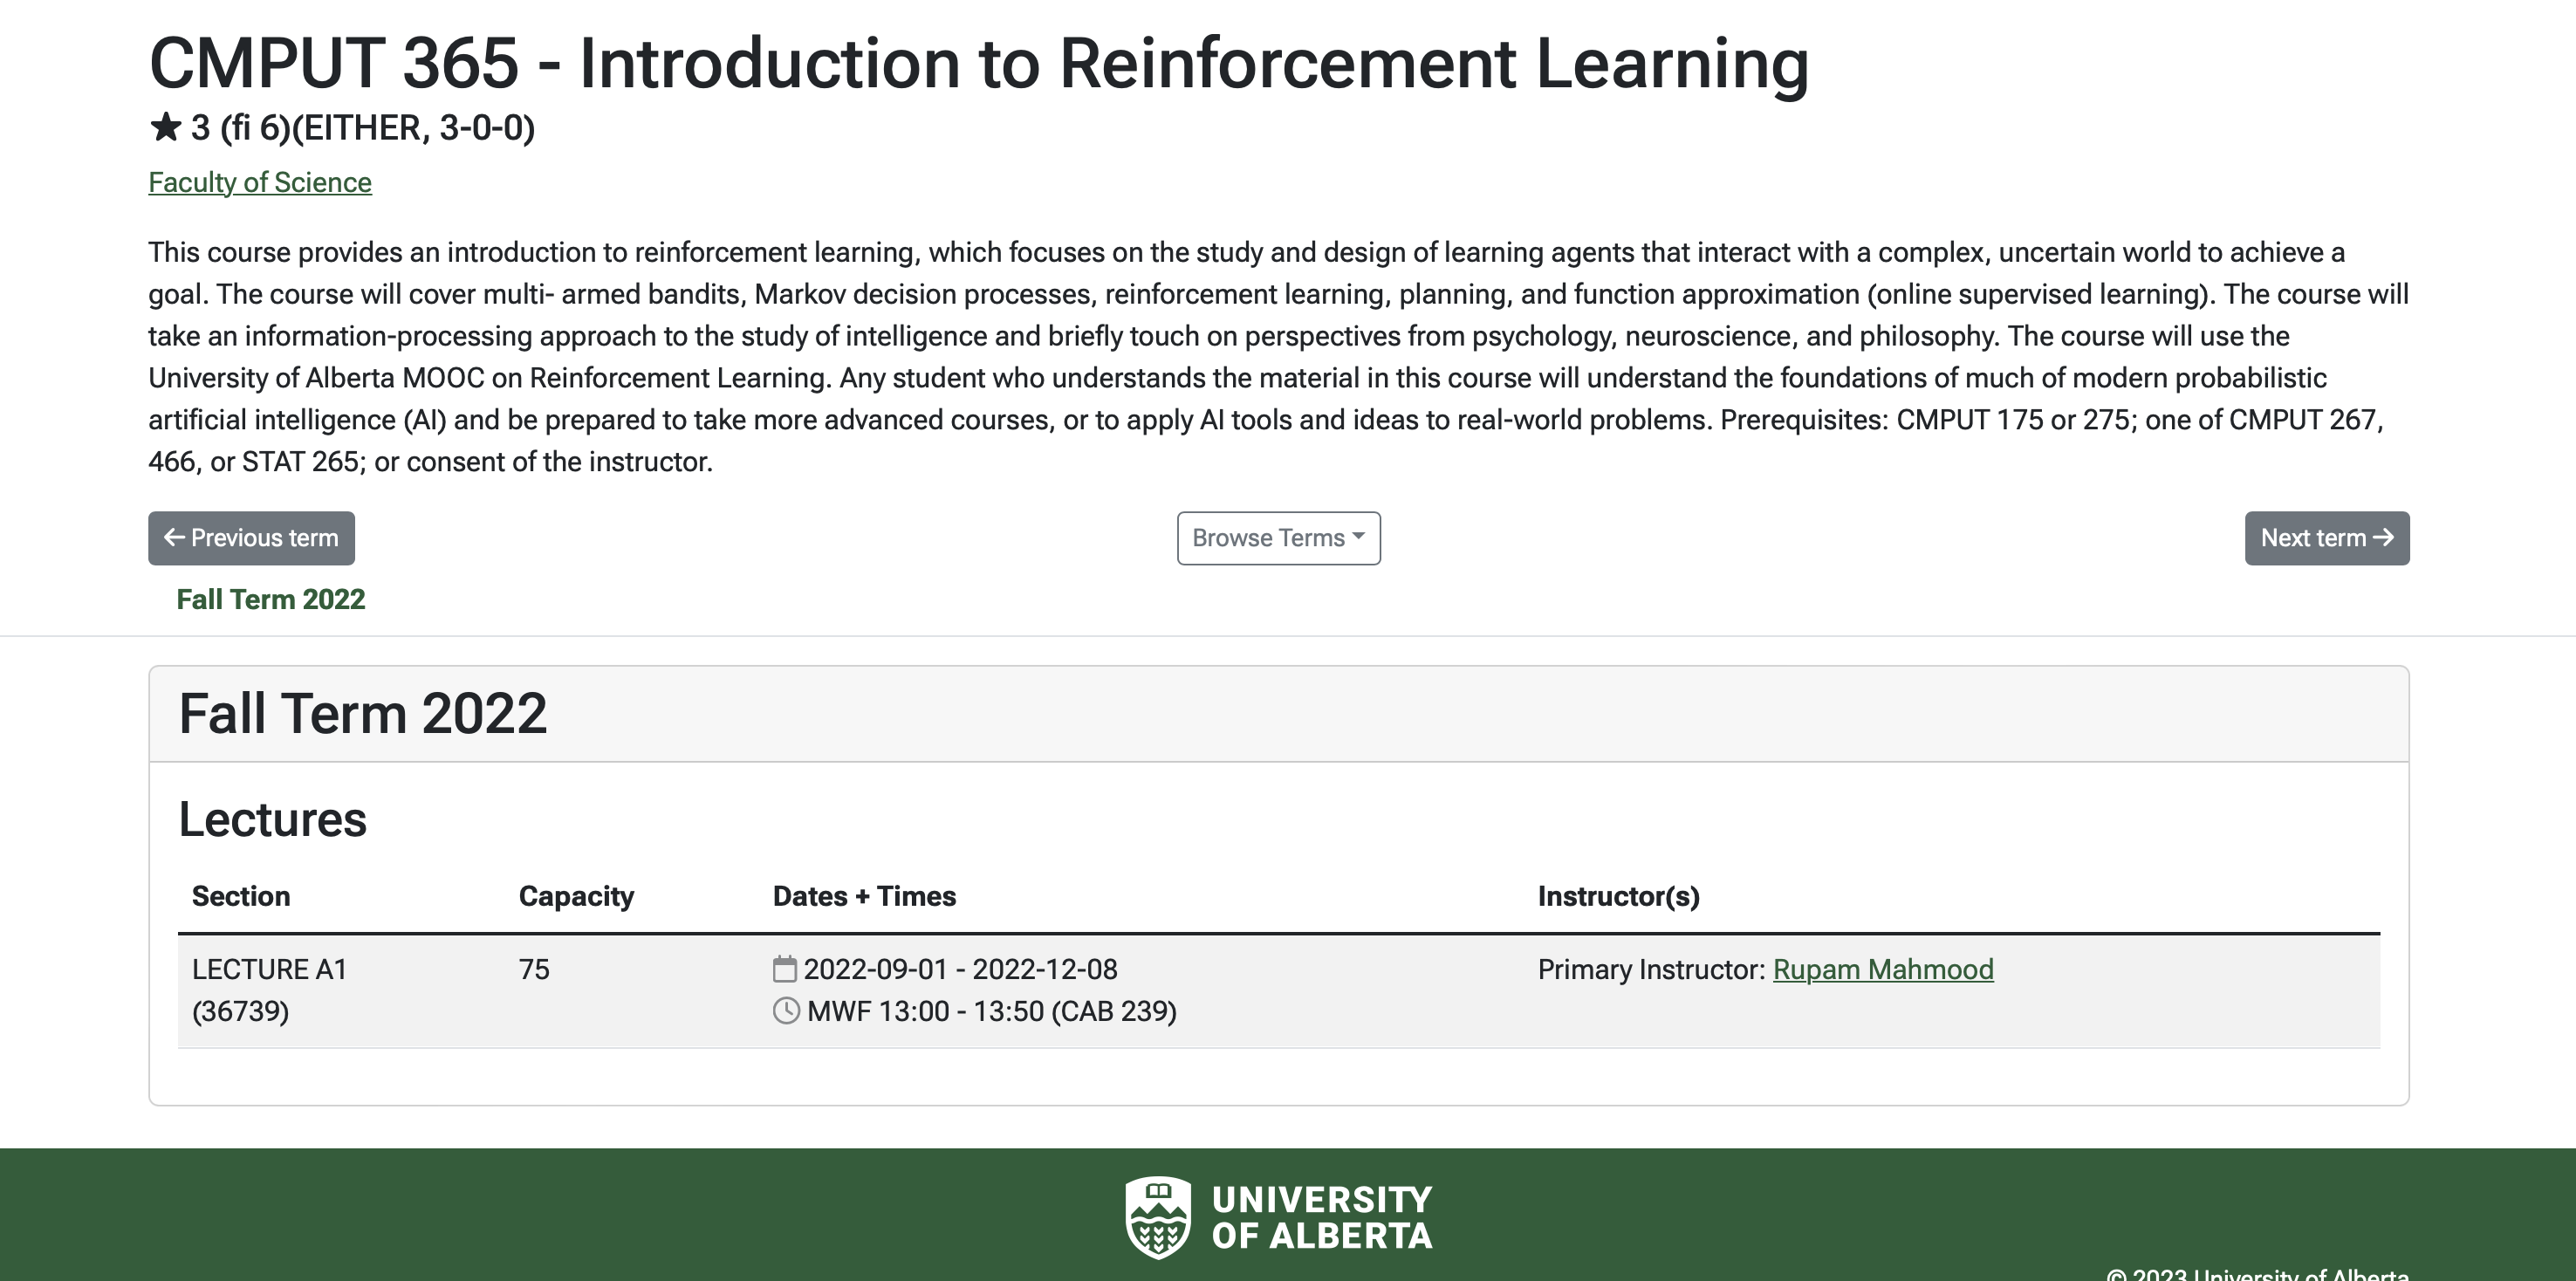 CMPUT 365 - Introduction to Reinforcement Learning
★ 3 (fi 6)(EITHER, 3-0-0)
Faculty of Science
This course provides an introduction to reinforcement learning, which focuses on the study and design of learning agents that interact with a complex, uncertain world to achieve a
goal. The course will cover multi- armed bandits, Markov decision processes, reinforcement learning, planning, and function approximation (online supervised learning). The course will
take an information-processing approach to the study of intelligence and briefly touch on perspectives from psychology, neuroscience, and philosophy. The course will use the
University of Alberta MOOC on Reinforcement Learning. Any student who understands the material in this course will understand the foundations of much of modern probabilistic
artificial intelligence (AI) and be prepared to take more advanced courses, or to apply AI tools and ideas to real-world problems. Prerequisites: CMPUT 175 or 275; one of CMPUT 267,
466, or STAT 265; or consent of the instructor.
← Previous term
Browse Terms
Next term →
Fall Term 2022
Fall Term 2022
Lectures
Section Capacity Dates + Times Instructor(s)
LECTURE A1 75 2022-09-01 - 2022-12-08 Primary Instructor: Rupam Mahmood
(36739) MWF 13:00 - 13:50 (CAB 239)
UNIVERSITY
OF ALBERTA
© 2023 University of Alberta